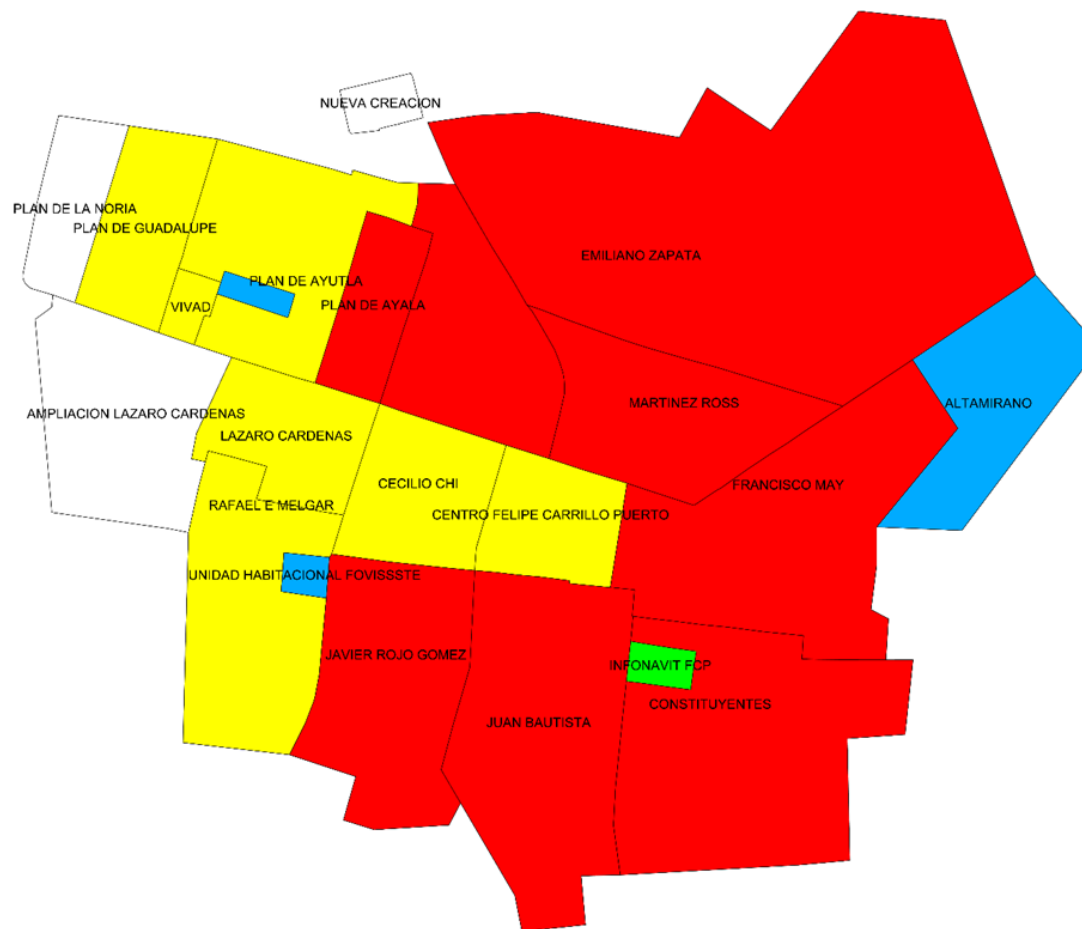 NUEVA CREACION
PLAN DE LA NORIA
PLAN DE GUADALUPE
EMILIANO ZAPATA
PLAN DE AYUTLA
VIVAD
PLAN DE AYALA
MARTINEZ ROSS
ALTAMIRANO
AMPLIACION LAZARO CARDENAS
LAZARO CARDENAS
CECILIO CHI
FRANCISCO MAY
RAFAEL E MELGAR
CENTRO FELIPE CARRILLO PUERTO
UNIDAD HABITACIONAL FOVISSSTE
JAVIER ROJO GOMEZ
INFONAVIT FCP
CONSTITUYENTES
JUAN BAUTISTA